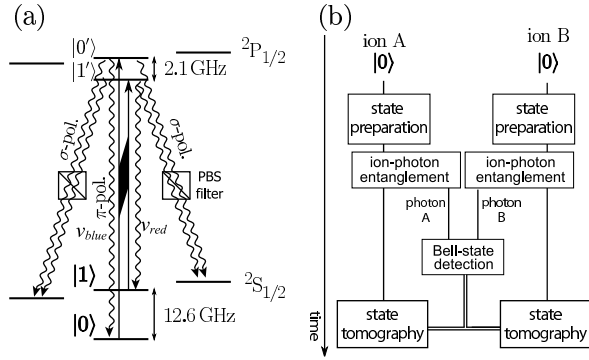 (a)
|0'⟩
|1'⟩
²P₁/₂
2.1 GHz
σ-pol.
σ-pol.
π-pol.
PBS
filter
ν_blue
ν_red
|1⟩
²S₁/₂
12.6 GHz
|0⟩
(b)
ion A
ion B
|0⟩
|0⟩
state
preparation
state
preparation
ion-photon
entanglement
ion-photon
entanglement
photon
A
photon
B
Bell-state
detection
time
state
tomography
state
tomography